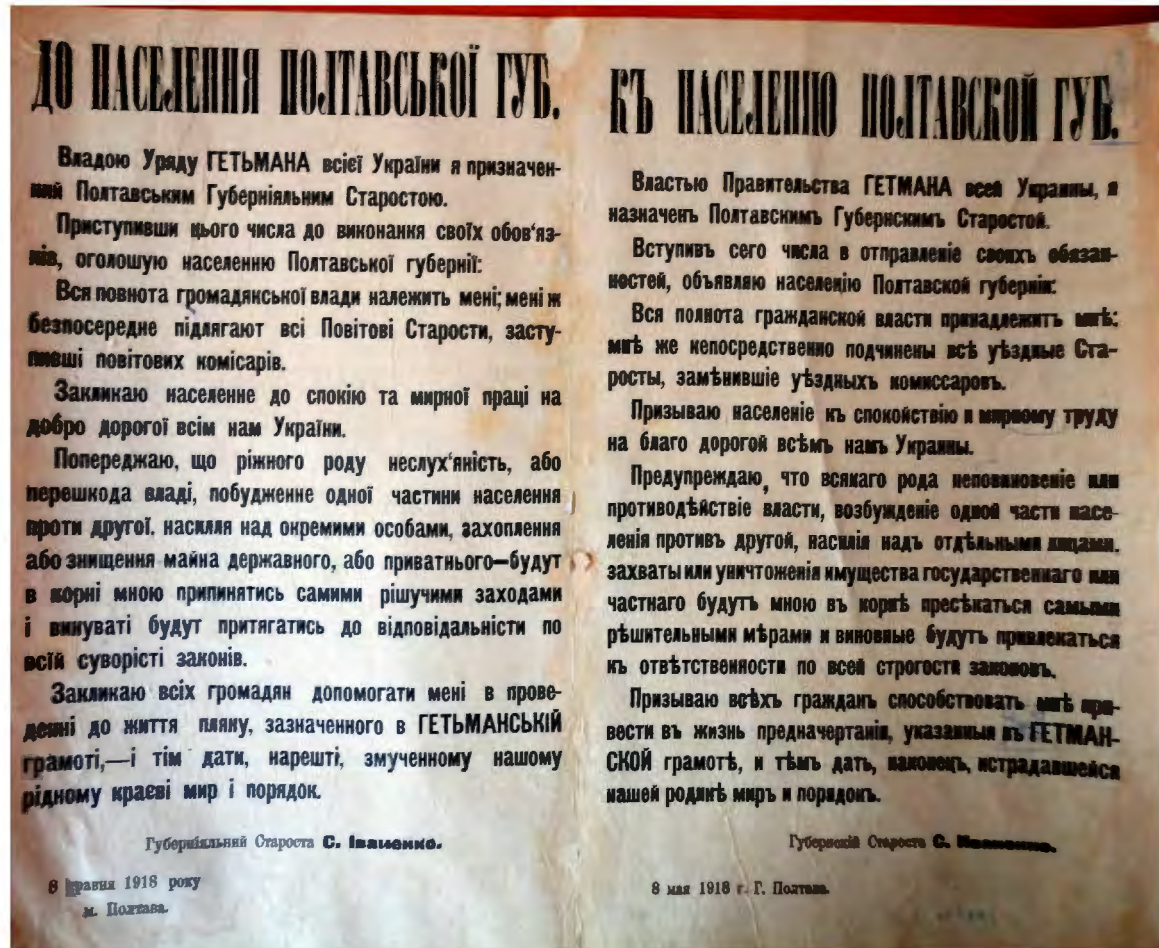 ДО НАСЕЛЕННЯ ПОЛТАВСЬКОЇ ГУБ.
Владою Уряду ГЕТЬМАНА всієї України я призначен-
ний Полтавським Губерніяльним Старостою.
Приступивши цього числа до виконання своїх обов'яз-
ків, оголошую населенню Полтавської губернії:
Вся повнота громадянської влади належить мені; мені ж
безпосередне підлягают всі Повітові Старости, засту-
пивші повітових комісарів.
Закликаю населенне до спокію та мирної праці на
добро дорогої всім нам України.
Попереджаю, що ріжного роду неслух'яність, або
перешкода владі, побудженне одної частини населення
проти другої. насилля над окремими особами, захоплення
або знищення майна державного, або приватнього—будут
в корні мною припинятись самими рішучими заходами
і винуваті будут притягатись до відповідальністи по
всій суворісті законів.
Закликаю всіх громадян допомогати мені в прове-
денні до життя пляну, зазначенного в ГЕТЬМАНСЬКІЙ
грамоті,—і тім дати, нарешті, змученному нашому
рідному краєві мир і порядок.
Губерніяльний Староста С. Іваненко.
8 травня 1918 року
м. Полтава.
КЪ НАСЕЛЕНІЮ ПОЛТАВСКОЙ ГУБ.
Властью Правительства ГЕТМАНА всей Украины, я
назначенъ Полтавскимъ Губернскимъ Старостой.
Вступивъ сего числа в отправленіе своихъ обязан-
ностей, объявляю населенію Полтавской губерніи:
Вся полнота гражданской власти принадлежитъ мнѣ;
мнѣ же непосредственно подчинены всѣ уѣздные Ста-
росты, замѣнившіе уѣздныхъ комиссаровъ.
Призываю населеніе къ спокойствію и мирному труду
на благо дорогой всѣмъ намъ Украины.
Предупреждаю, что всякаго рода неповиновеніе или
противодѣйствіе власти, возбужденіе одной части насе-
ленія противъ другой, насилія надъ отдѣльными лицами.
захваты или уничтоженія имущества государственнаго или
частнаго будутъ мною въ корнѣ пресѣкаться самыми
рѣшительными мѣрами и виновные будутъ привлекаться
къ отвѣтственности по всей строгости законовъ.
Призываю всѣхъ гражданъ способствовать мнѣ про-
вести въ жизнь предначертанія, указанныя въ ГЕТМАН-
СКОЙ грамотѣ, и тѣмъ дать, наконецъ, истрадавшейся
нашей родинѣ миръ и порядокъ.
Губернскій Староста С. Иваненко.
8 мая 1918 г. Г. Полтава.